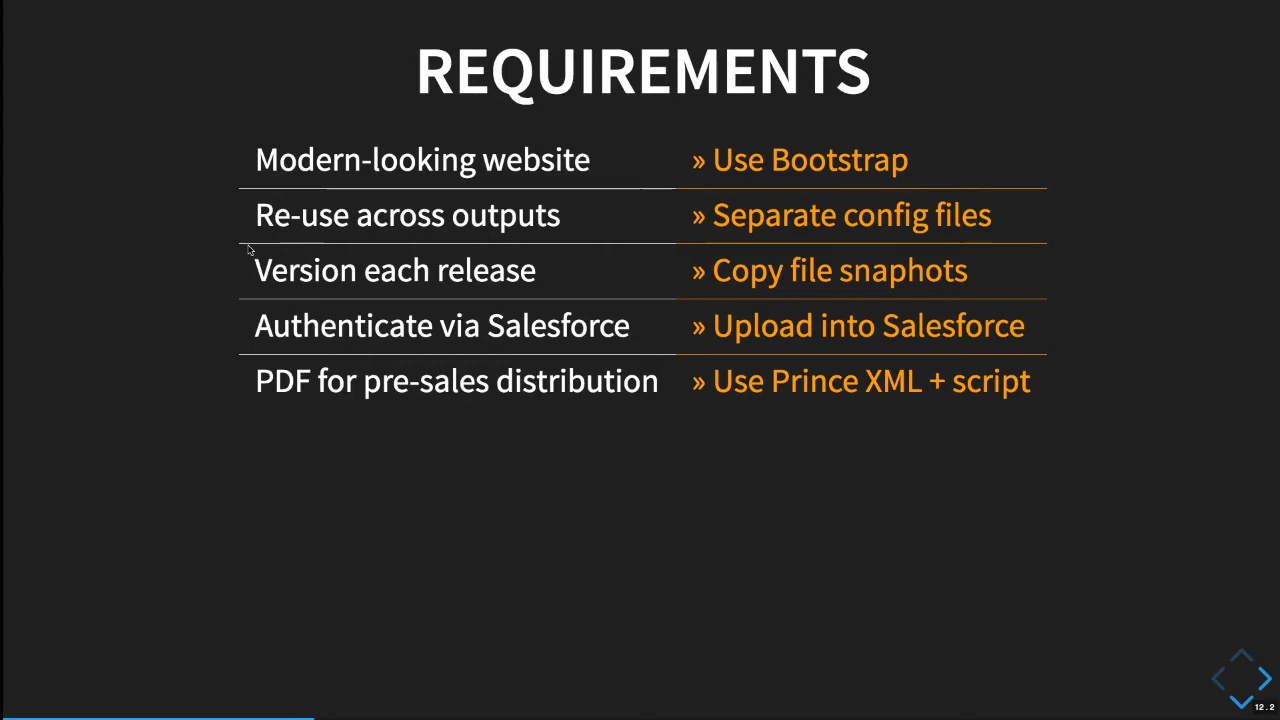 REQUIREMENTS
Modern-looking website » Use Bootstrap
Re-use across outputs » Separate config files
Version each release » Copy file snaphots
Authenticate via Salesforce » Upload into Salesforce
PDF for pre-sales distribution » Use Prince XML + script
12.2